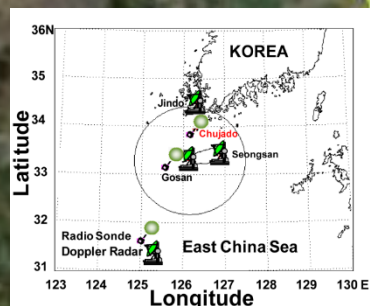 36N
KOREA
35
Jindo
34
Chujado
Seongsan
33
Gosan
32
Radio Sonde
Doppler Radar
East China Sea
31
123 124 125 126 127 128 129 130 E
Latitude
Longitude